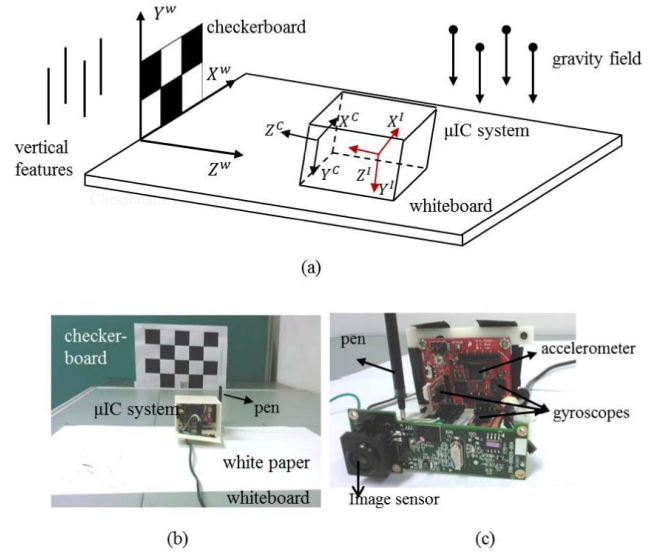 Y^w
checkerboard
X^w
gravity field
X^C
X^I
μIC system
Z^C
vertical
features
Z^w
Y^C
Z^I
Y^I
whiteboard
(a)
checker-
board
μIC system
pen
white paper
whiteboard
(b)
pen
accelerometer
gyroscopes
Image sensor
(c)